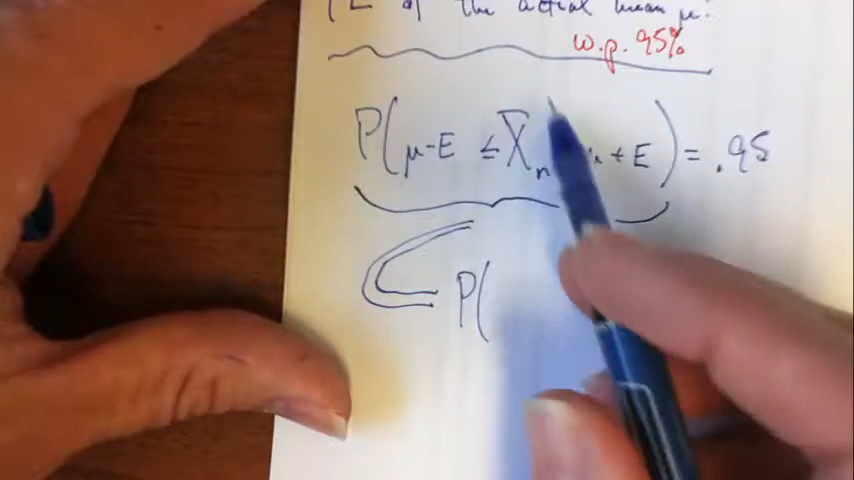 of the actual mean μ.
w.p. 95%
P(μ-E ≤ X̄n μ + E) = .95
P(